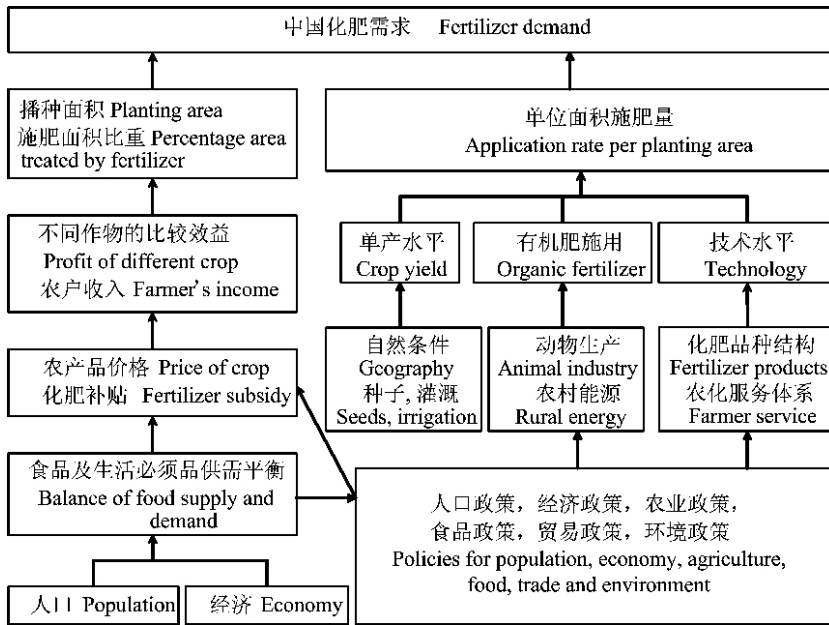 中国化肥需求 Fertilizer demand
播种面积 Planting area
施肥面积比重 Percentage area
treated by fertilizer
单位面积施肥量
Application rate per planting area
不同作物的比较效益
Profit of different crop
农户收入 Farmer's income
单产水平
Crop yield
有机肥施用
Organic fertilizer
技术水平
Technology
农产品价格 Price of crop
化肥补贴 Fertilizer subsidy
自然条件
Gcography
种子, 灌溉
Seeds, irrigation
动物生产
Animal industry
农村能源
Rural energy
化肥品种结构
Fertilizer products
农化服务体系
Farmer service
食品及生活必须品供需平衡
Balance of food supply and
demand
人口政策，经济政策，农业政策，
食品政策，贸易政策，环境政策
Policies for population, economy, agriculture,
food, trade and environment
人口 Population
经济 Economy